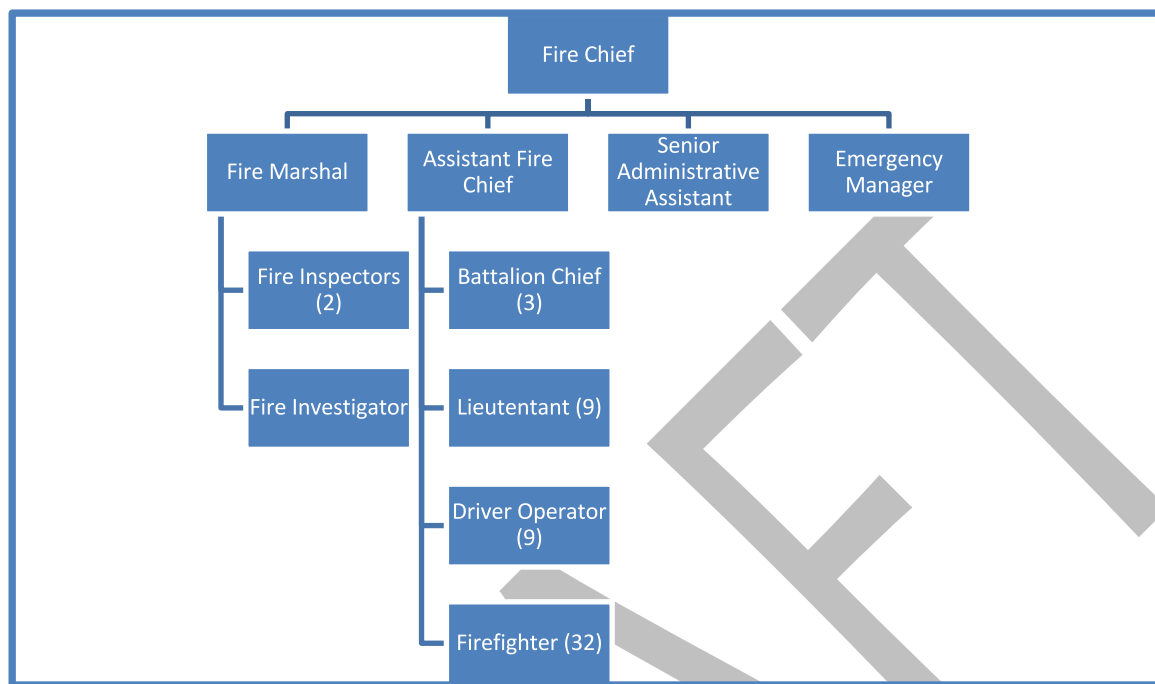 Fire Chief
Fire Marshal
Assistant Fire
Chief
Senior
Administrative
Assistant
Emergency
Manager
Fire Inspectors
(2)
Fire Investigator
Battalion Chief
(3)
Lieutentant (9)
Driver Operator
(9)
Firefighter (32)